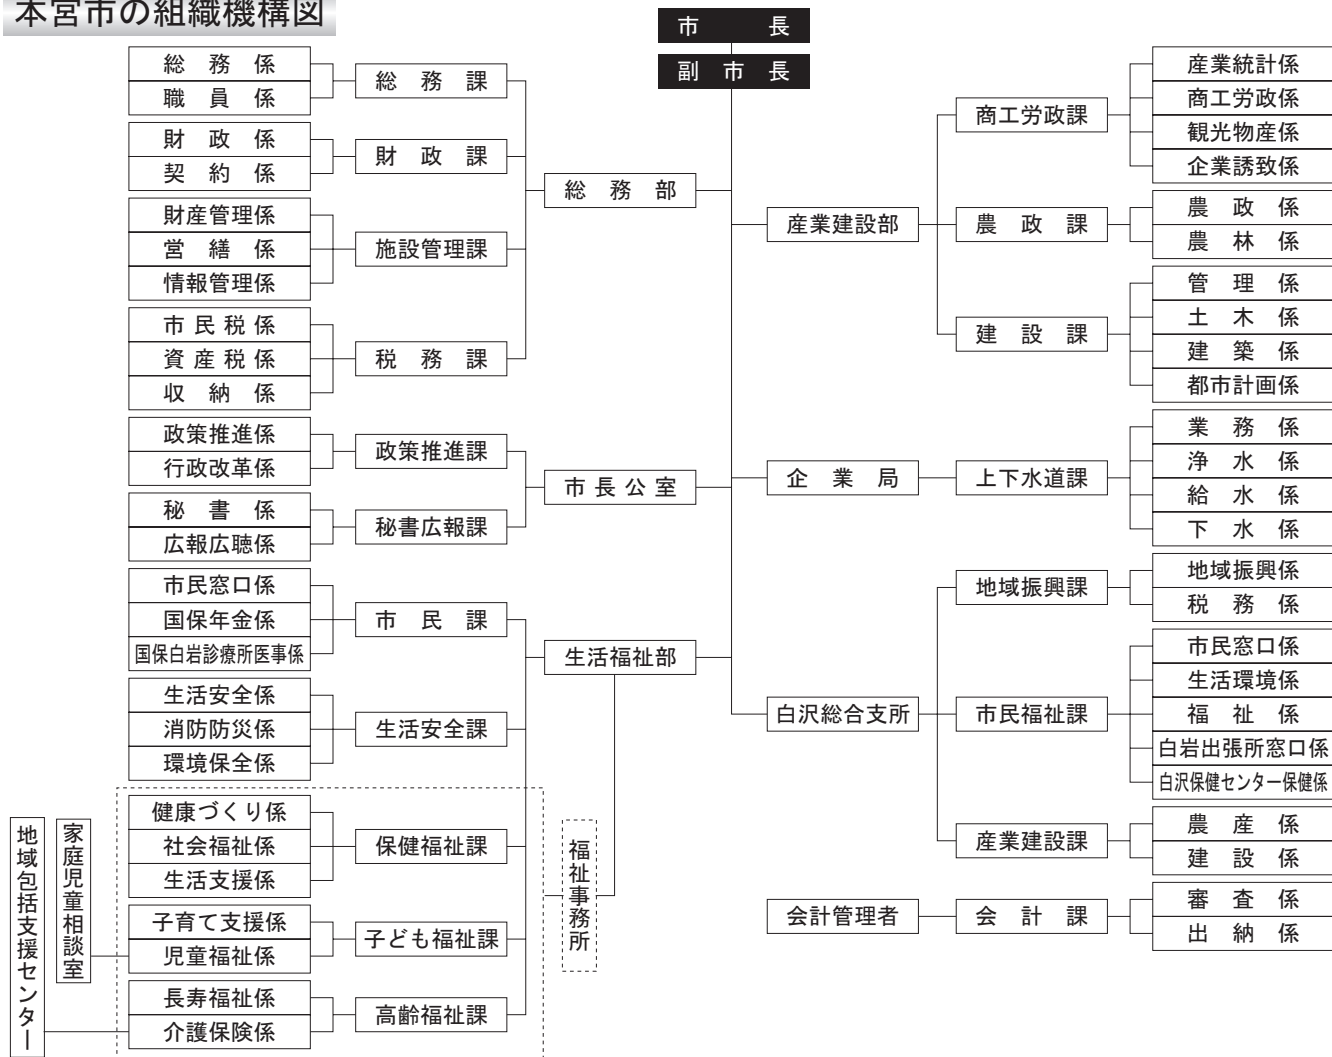 本宮市の組織機構図
市長
副市長
総務部
総務課
総務係
職員係
財政課
財政係
契約係
施設管理課
財産管理係
営繕係
情報管理係
税務課
市民税係
資産税係
収納係
市長公室
政策推進課
政策推進係
行政改革係
秘書広報課
秘書係
広報広聴係
生活福祉部
市民課
市民窓口係
国保年金係
国保白岩診療所医事係
生活安全課
生活安全係
消防防災係
環境保全係
福祉事務所
保健福祉課
健康づくり係
社会福祉係
生活支援係
子ども福祉課
子育て支援係
児童福祉係
家庭児童相談室
高齢福祉課
長寿福祉係
介護保険係
地域包括支援センター
産業建設部
商工労政課
産業統計係
商工労政係
観光物産係
企業誘致係
農政課
農政係
農林係
建設課
管理係
土木係
建築係
都市計画係
企業局
上下水道課
業務係
浄水係
給水係
下水係
白沢総合支所
地域振興課
地域振興係
税務係
市民福祉課
市民窓口係
生活環境係
福祉係
白岩出張所窓口係
白沢保健センター保健係
産業建設課
農産係
建設係
会計管理者
会計課
審査係
出納係